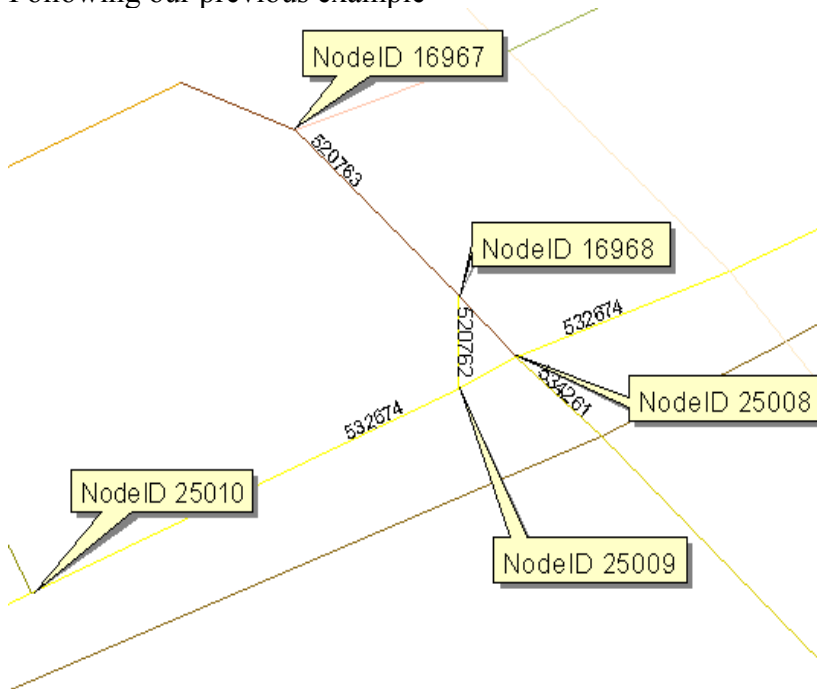 Following our previous example
NodeID 16967
520763
NodeID 16968
532674
520762
534261
NodeID 25008
532674
NodeID 25010
NodeID 25009